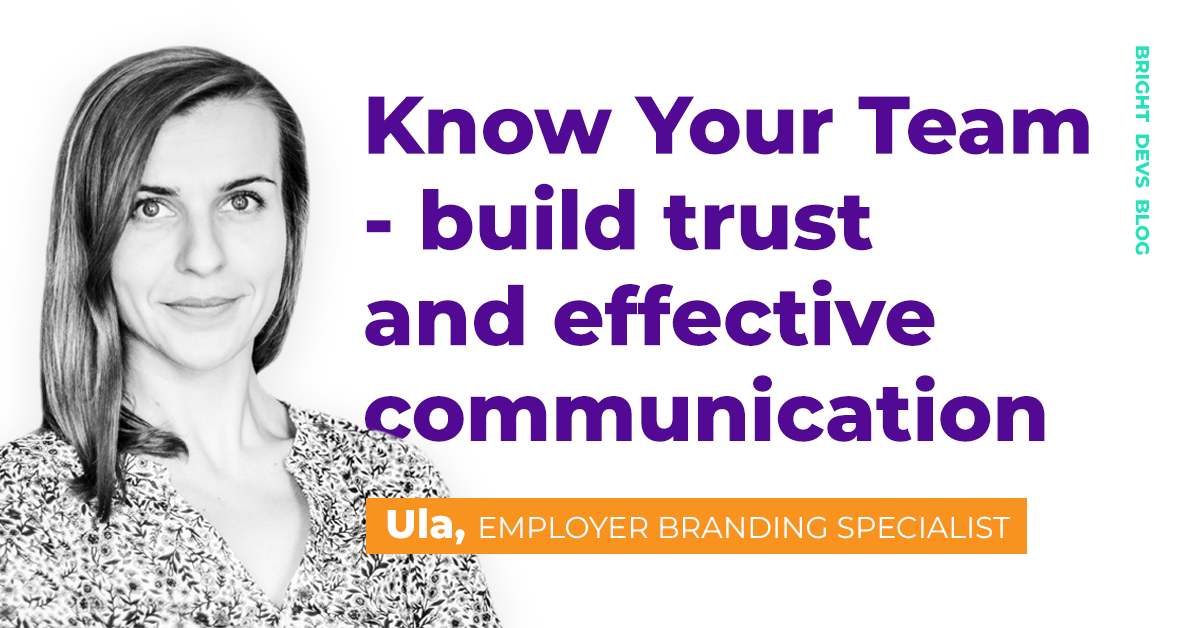 Know Your Team
- build trust
and effective
communication
Ula, EMPLOYER BRANDING SPECIALIST
BRIGHT DEVS BLOG